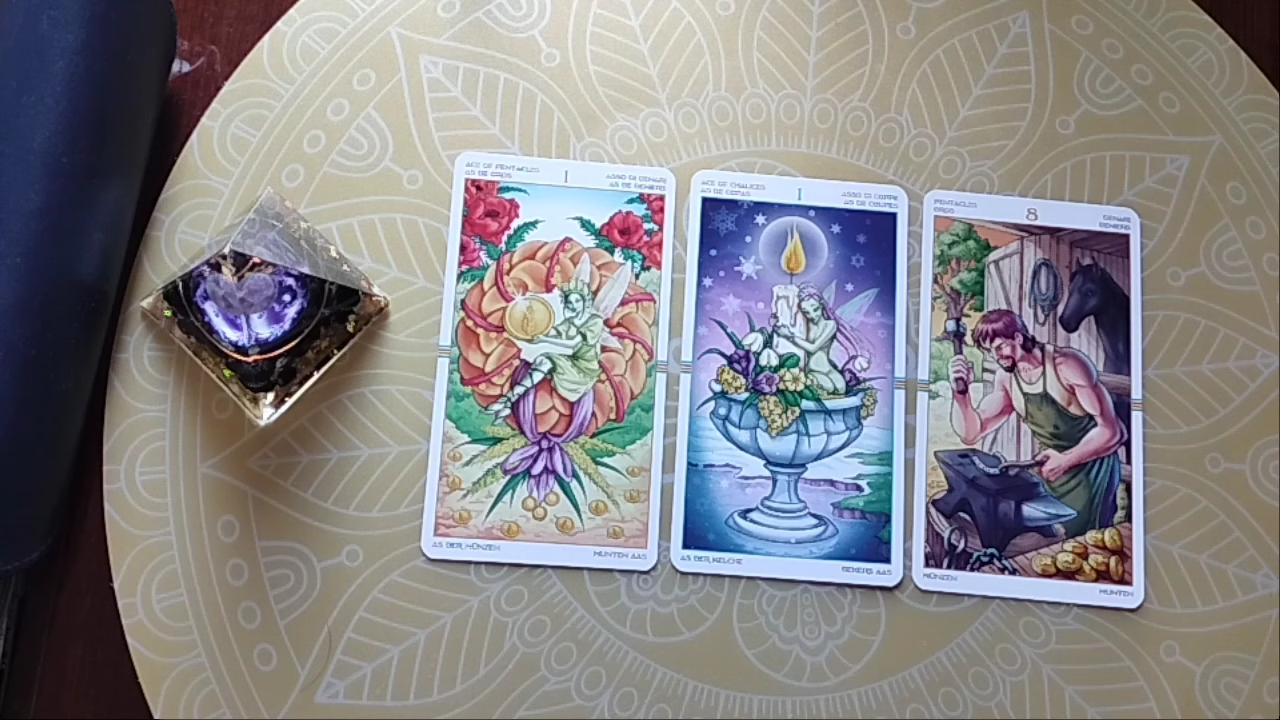 ACE OF PENTACLES
AS DE OROS
1
ASSO DI DENARI
AS DE DENIERS
AS DER MÜNZEN
MUNTEN AAS
ACE OF CHALICES
AS DE COPAS
1
ASSO DI COPPE
AS DE COUPES
AS DER KELCHE
BEKERS AAS
PENTACLES
OROS
8
DENARI
DENIERS
MÜNZEN
MUNTEN